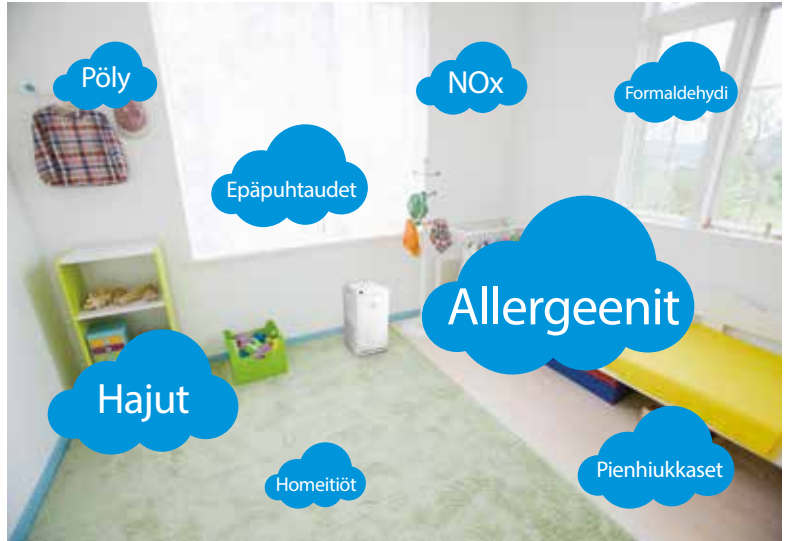 Pöly
NOx
Formaldehydi
Epäpuhtaudet
Allergeenit
Hajut
Homeitiöt
Pienhiukkaset